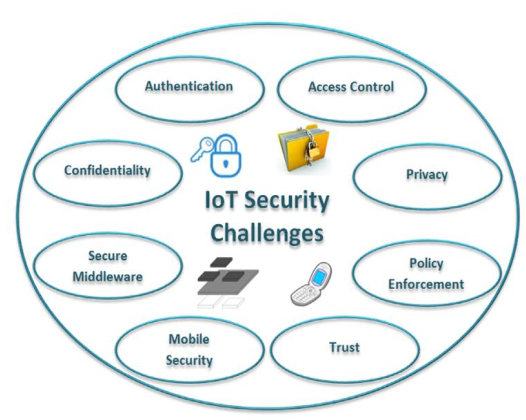 Authentication
Access Control
Confidentiality
Privacy
IoT Security
Challenges
Secure
Middleware
Policy
Enforcement
Mobile
Security
Trust